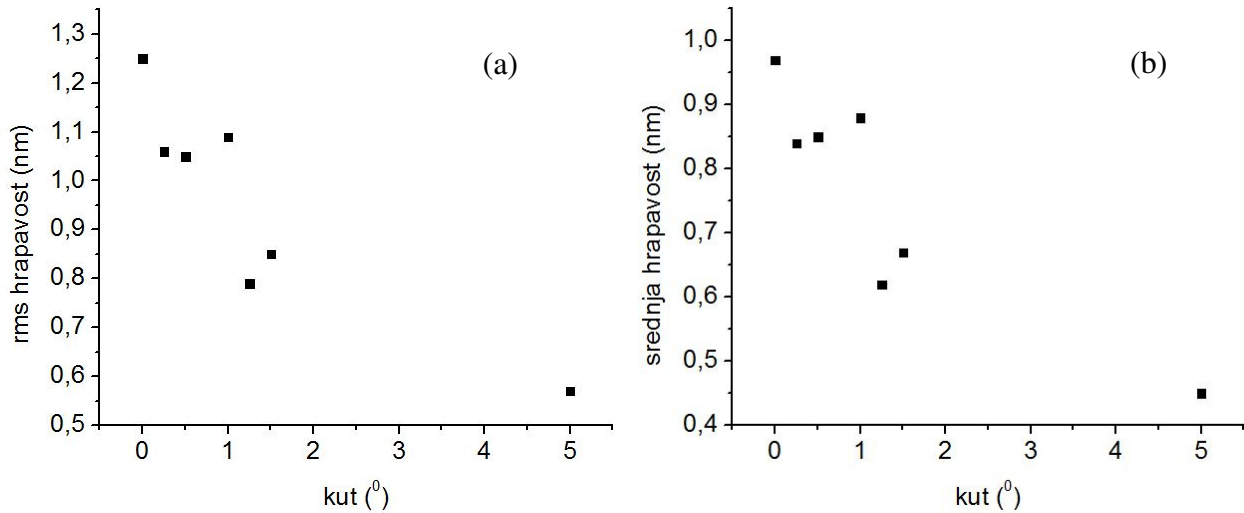 (a)
rms hrapavost (nm)
1,3
1,2
1,1
1,0
0,9
0,8
0,7
0,6
0,5
0 1 2 3 4 5
kut (⁰)
(b)
srednja hrapavost (nm)
1,0
0,9
0,8
0,7
0,6
0,5
0,4
0 1 2 3 4 5
kut (⁰)